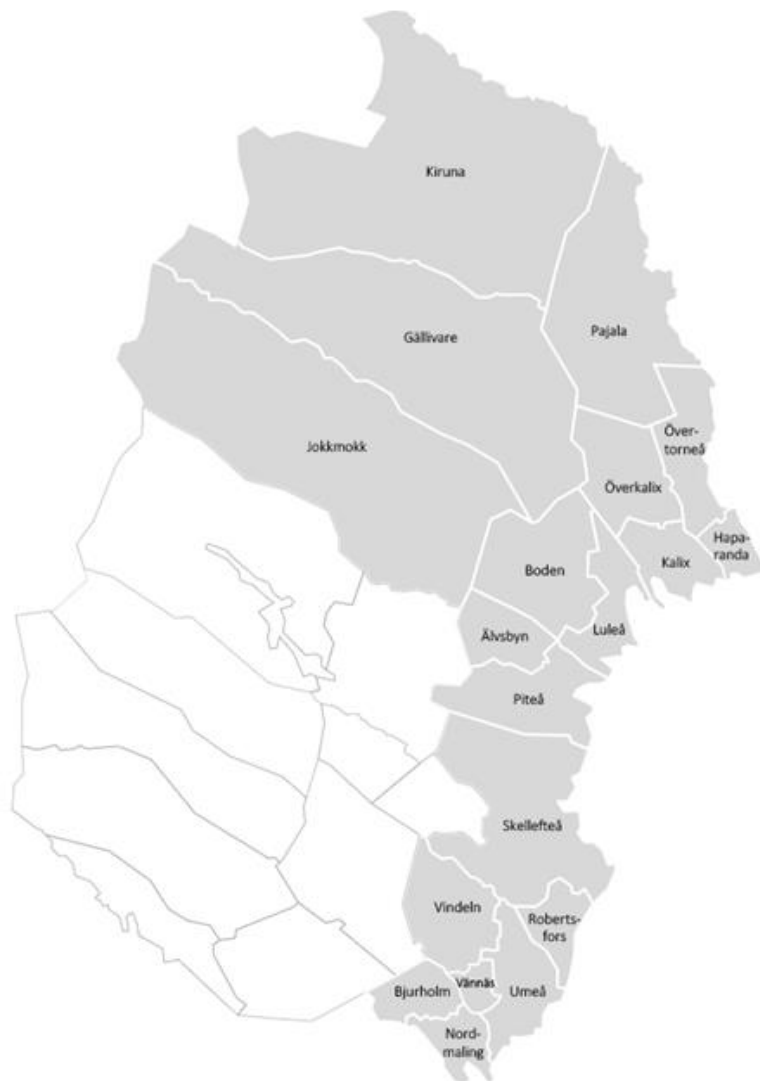 Kiruna
Pajala
Gällivare
Jokkmokk
Över-
torneå
Överkalix
Hapa-
randa
Kalix
Boden
Luleå
Älvsbyn
Piteå
Skellefteå
Vindeln
Roberts-
fors
Vännäs
Bjurholm
Umeå
Nord-
maling